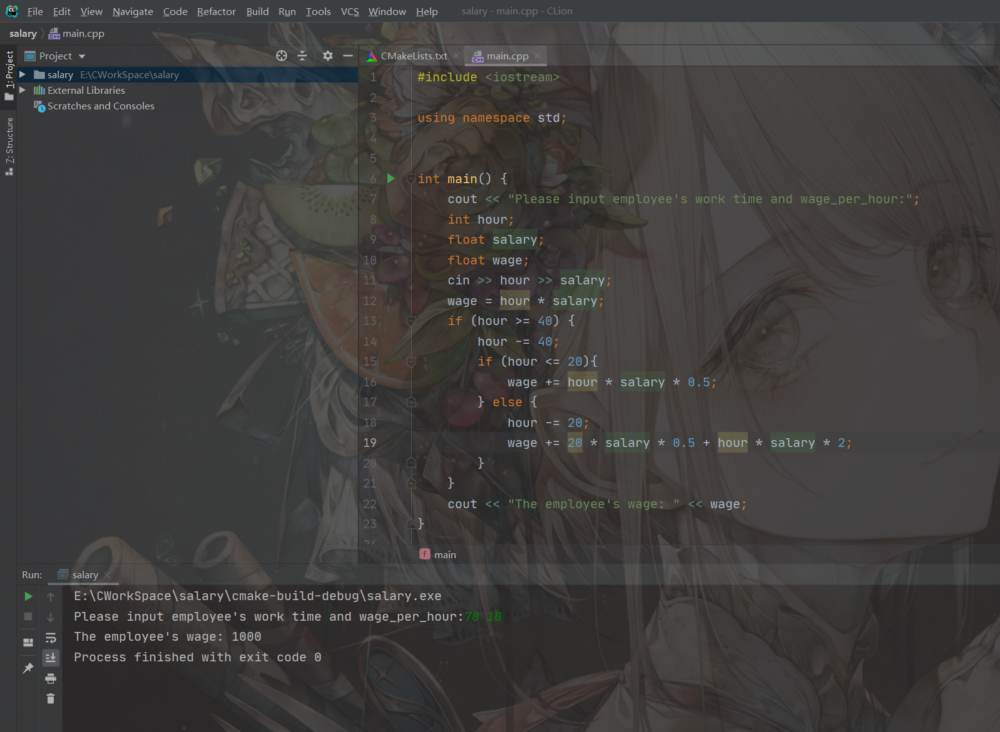 File Edit View Navigate Code Refactor Build Run Tools VCS Window Help salary - main.cpp - CLion
salary main.cpp
1: Project
7: Structure
Project
salary E:\CWorkSpace\salary
External Libraries
Scratches and Consoles
CMakeLists.txt main.cpp
1 #include <iostream>
2
3 using namespace std;
4
5
6 int main() {
7 cout << "Please input employee's work time and wage_per_hour:";
8 int hour;
9 float salary;
10 float wage;
11 cin >> hour >> salary;
12 wage = hour * salary;
13 if (hour >= 40) {
14 hour -= 40;
15 if (hour <= 20){
16 wage += hour * salary * 0.5;
17 } else {
18 hour -= 20;
19 wage += 20 * salary * 0.5 + hour * salary * 2;
20 }
21 }
22 cout << "The employee's wage: " << wage;
23 }
24
f main
Run: salary
E:\CWorkSpace\salary\cmake-build-debug\salary.exe
Please input employee's work time and wage_per_hour:70 10
The employee's wage: 1000
Process finished with exit code 0